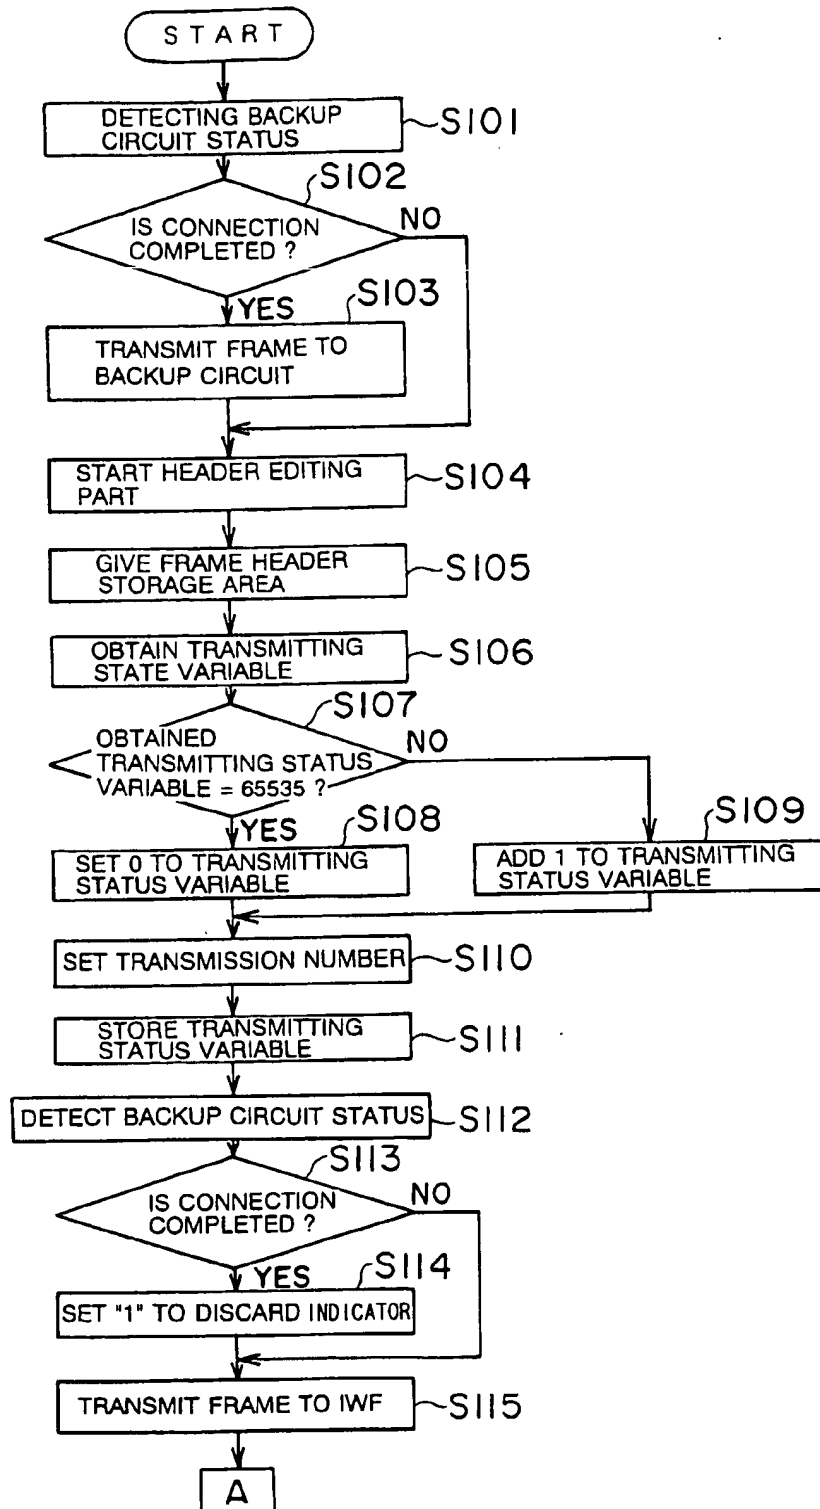 START
DETECTING BACKUP
CIRCUIT STATUS
S101
S102
IS CONNECTION
COMPLETED ?
NO
YES
S103
TRANSMIT FRAME TO
BACKUP CIRCUIT
START HEADER EDITING
PART
S104
GIVE FRAME HEADER
STORAGE AREA
S105
OBTAIN TRANSMITTING
STATE VARIABLE
S106
S107
OBTAINED
TRANSMITTING STATUS
VARIABLE = 65535 ?
NO
YES
S108
S109
SET 0 TO TRANSMITTING
STATUS VARIABLE
ADD 1 TO TRANSMITTING
STATUS VARIABLE
SET TRANSMISSION NUMBER
S110
STORE TRANSMITTING
STATUS VARIABLE
S111
DETECT BACKUP CIRCUIT STATUS
S112
S113
IS CONNECTION
COMPLETED ?
NO
YES
S114
SET "1" TO DISCARD INDICATOR
TRANSMIT FRAME TO IWF
S115
A